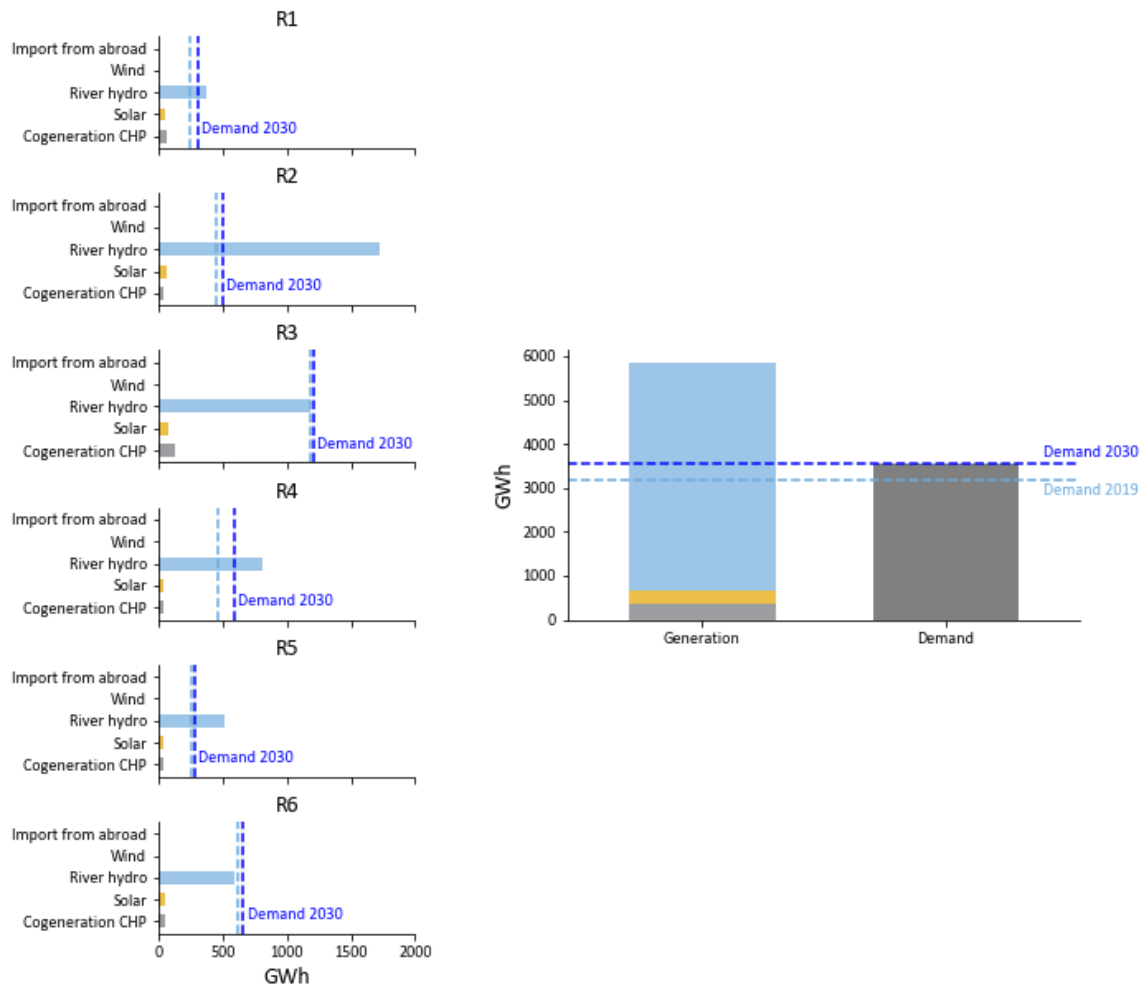 R1
Import from abroad
Wind
River hydro
Solar
Cogeneration CHP
Demand 2030
R2
Import from abroad
Wind
River hydro
Solar
Cogeneration CHP
Demand 2030
R3
Import from abroad
Wind
River hydro
Solar
Cogeneration CHP
Demand 2030
R4
Import from abroad
Wind
River hydro
Solar
Cogeneration CHP
Demand 2030
R5
Import from abroad
Wind
River hydro
Solar
Cogeneration CHP
Demand 2030
R6
Import from abroad
Wind
River hydro
Solar
Cogeneration CHP
Demand 2030
0 500 1000 1500 2000
GWh
6000
5000
4000
3000
2000
1000
0
GWh
Demand 2030
Demand 2019
Generation Demand